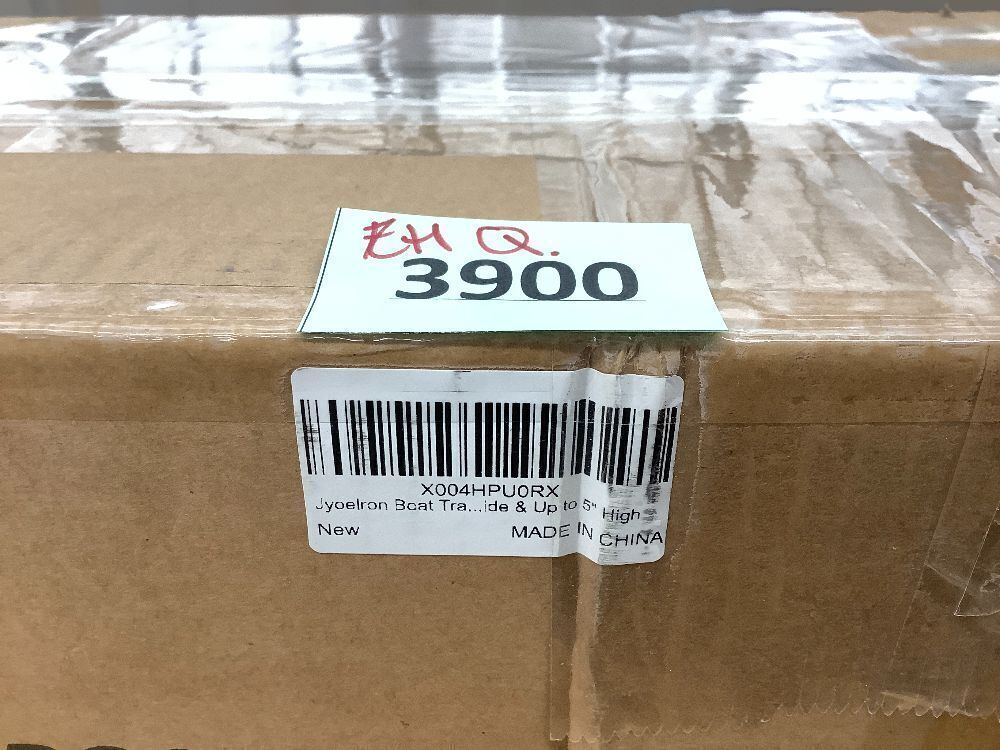 EH Q.
3900
X004HPU0RX
Jyoelron Boat Tra...ide & Up to 5" High
New MADE IN CHINA